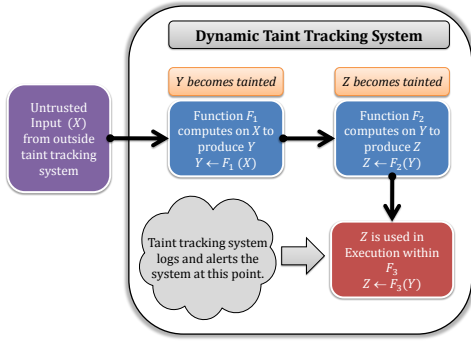 Dynamic Taint Tracking System
Y becomes tainted
Z becomes tainted
Untrusted
Input (X)
from outside
taint tracking
system
Function F₁
computes on X to
produce Y
Y ← F₁ (X)
Function F₂
computes on Y to
produce Z
Z ← F₂(Y)
Taint tracking system
logs and alerts the
system at this point.
Z is used in
Execution within
F₃
Z ← F₃(Y)